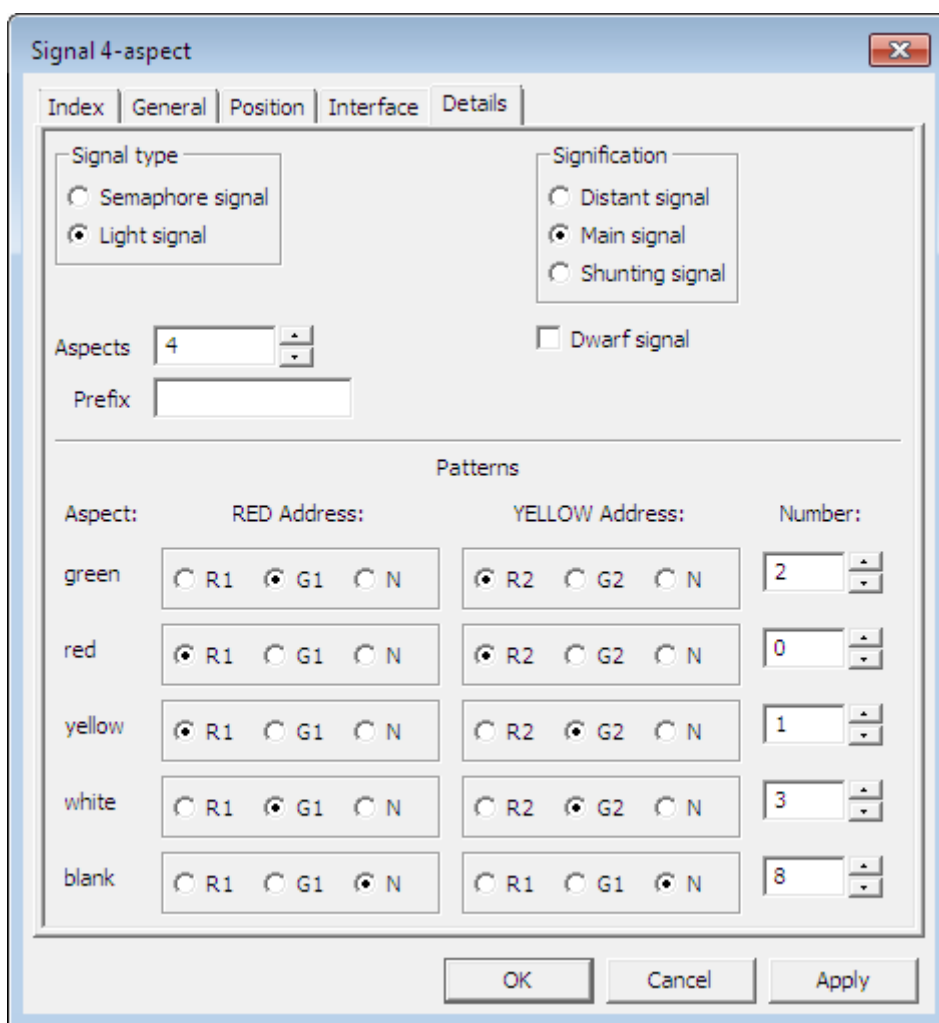 Signal 4-aspect
Index General Position Interface Details
Signal type Signification
Semaphore signal Distant signal
Light signal Main signal
Shunting signal
Aspects 4 Dwarf signal
Prefix
Patterns
Aspect: RED Address: YELLOW Address: Number:
green R1 G1 N R2 G2 N 2
red R1 G1 N R2 G2 N 0
yellow R1 G1 N R2 G2 N 1
white R1 G1 N R2 G2 N 3
blank R1 G1 N R1 G1 N 8
OK Cancel Apply